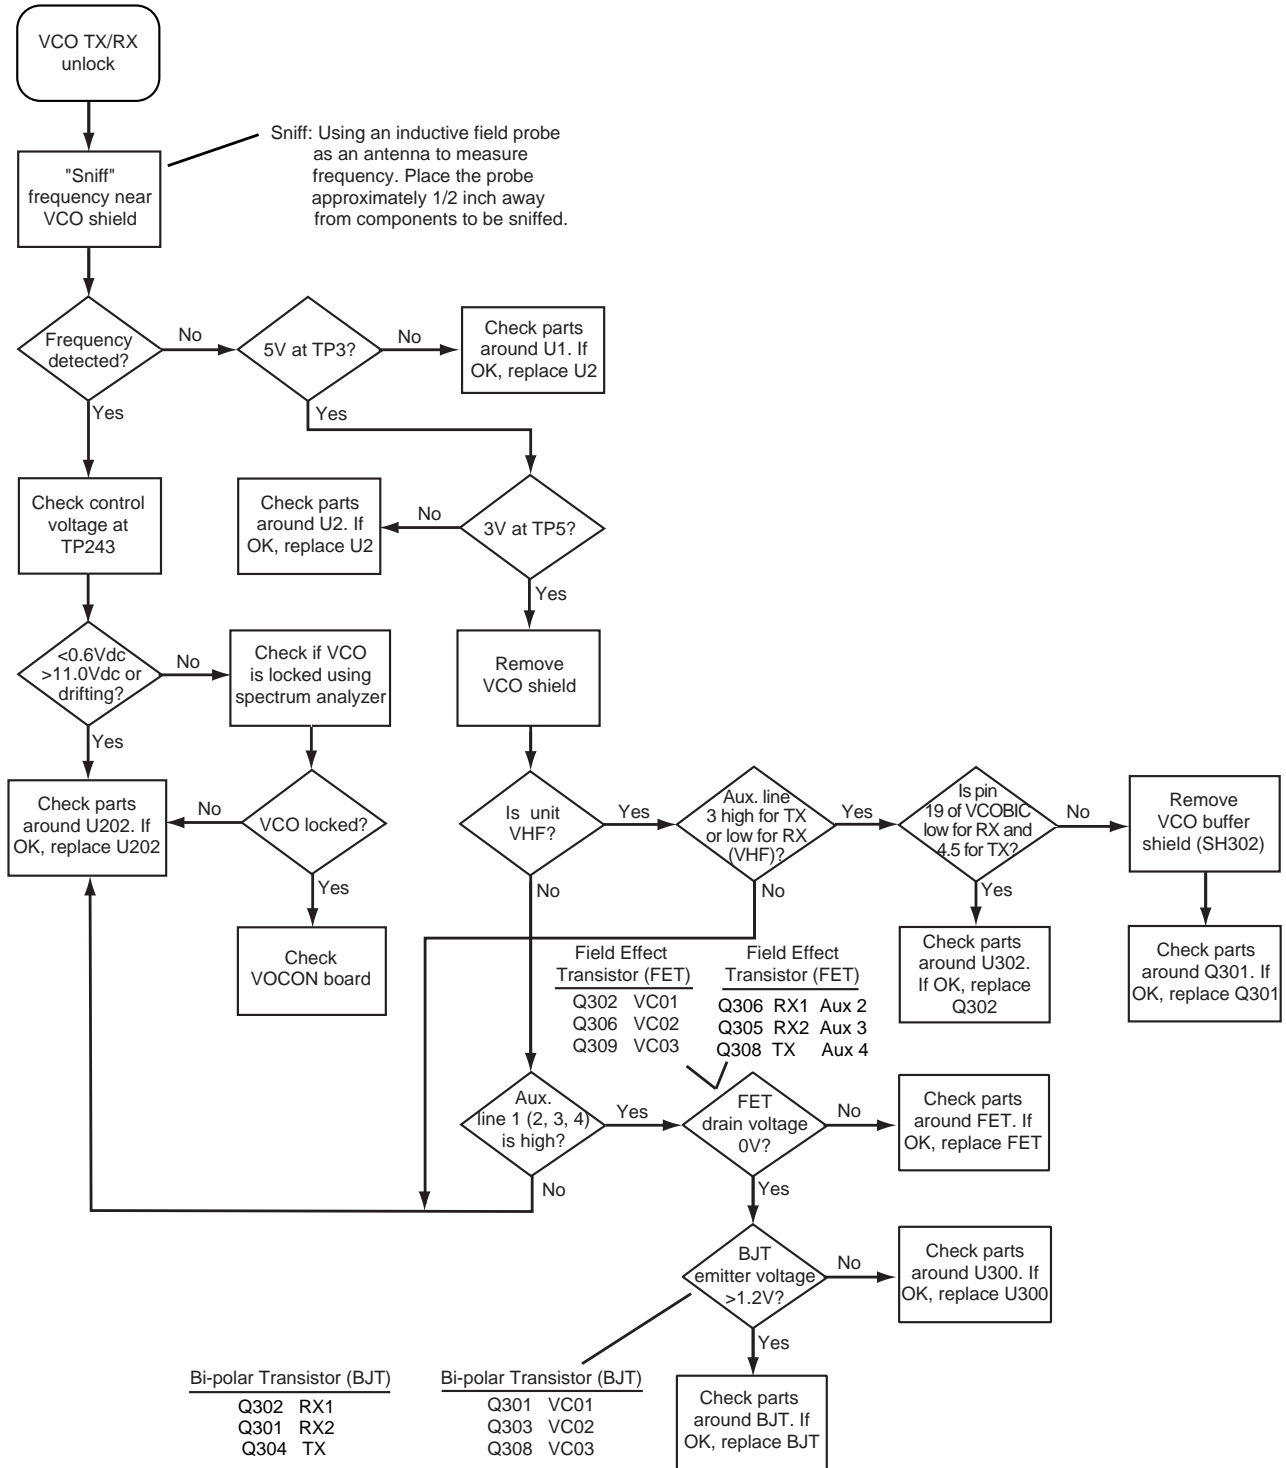 VCO TX/RX
unlock
Sniff: Using an inductive field probe
as an antenna to measure
frequency. Place the probe
approximately 1/2 inch away
from components to be sniffed.
"Sniff"
frequency near
VCO shield
Frequency
detected?
No
5V at TP3?
No
Check parts
around U1. If
OK, replace U2
Yes
Yes
Check control
voltage at
TP243
Check parts
around U2. If
OK, replace U2
No
3V at TP5?
Yes
<0.6Vdc
>11.0Vdc or
drifting?
No
Check if VCO
is locked using
spectrum analyzer
Remove
VCO shield
Yes
Check parts
around U202. If
OK, replace U202
No
VCO locked?
Is unit
VHF?
Yes
Aux. line
3 high for TX
or low for RX
(VHF)?
Yes
Is pin
19 of VCOBIC
low for RX and
4.5 for TX?
No
Remove
VCO buffer
shield (SH302)
Yes
No
No
Yes
Check
VOCON board
Check parts
around U302.
If OK, replace
Q302
Check parts
around Q301. If
OK, replace Q301
Field Effect
Transistor (FET)
Q302 VC01
Q306 VC02
Q309 VC03
Field Effect
Transistor (FET)
Q306 RX1 Aux 2
Q305 RX2 Aux 3
Q308 TX Aux 4
Aux.
line 1 (2, 3, 4)
is high?
Yes
FET
drain voltage
0V?
No
Check parts
around FET. If
OK, replace FET
No
Yes
BJT
emitter voltage
>1.2V?
No
Check parts
around U300. If
OK, replace U300
Yes
Bi-polar Transistor (BJT)
Q302 RX1
Q301 RX2
Q304 TX
Bi-polar Transistor (BJT)
Q301 VC01
Q303 VC02
Q308 VC03
Check parts
around BJT. If
OK, replace BJT